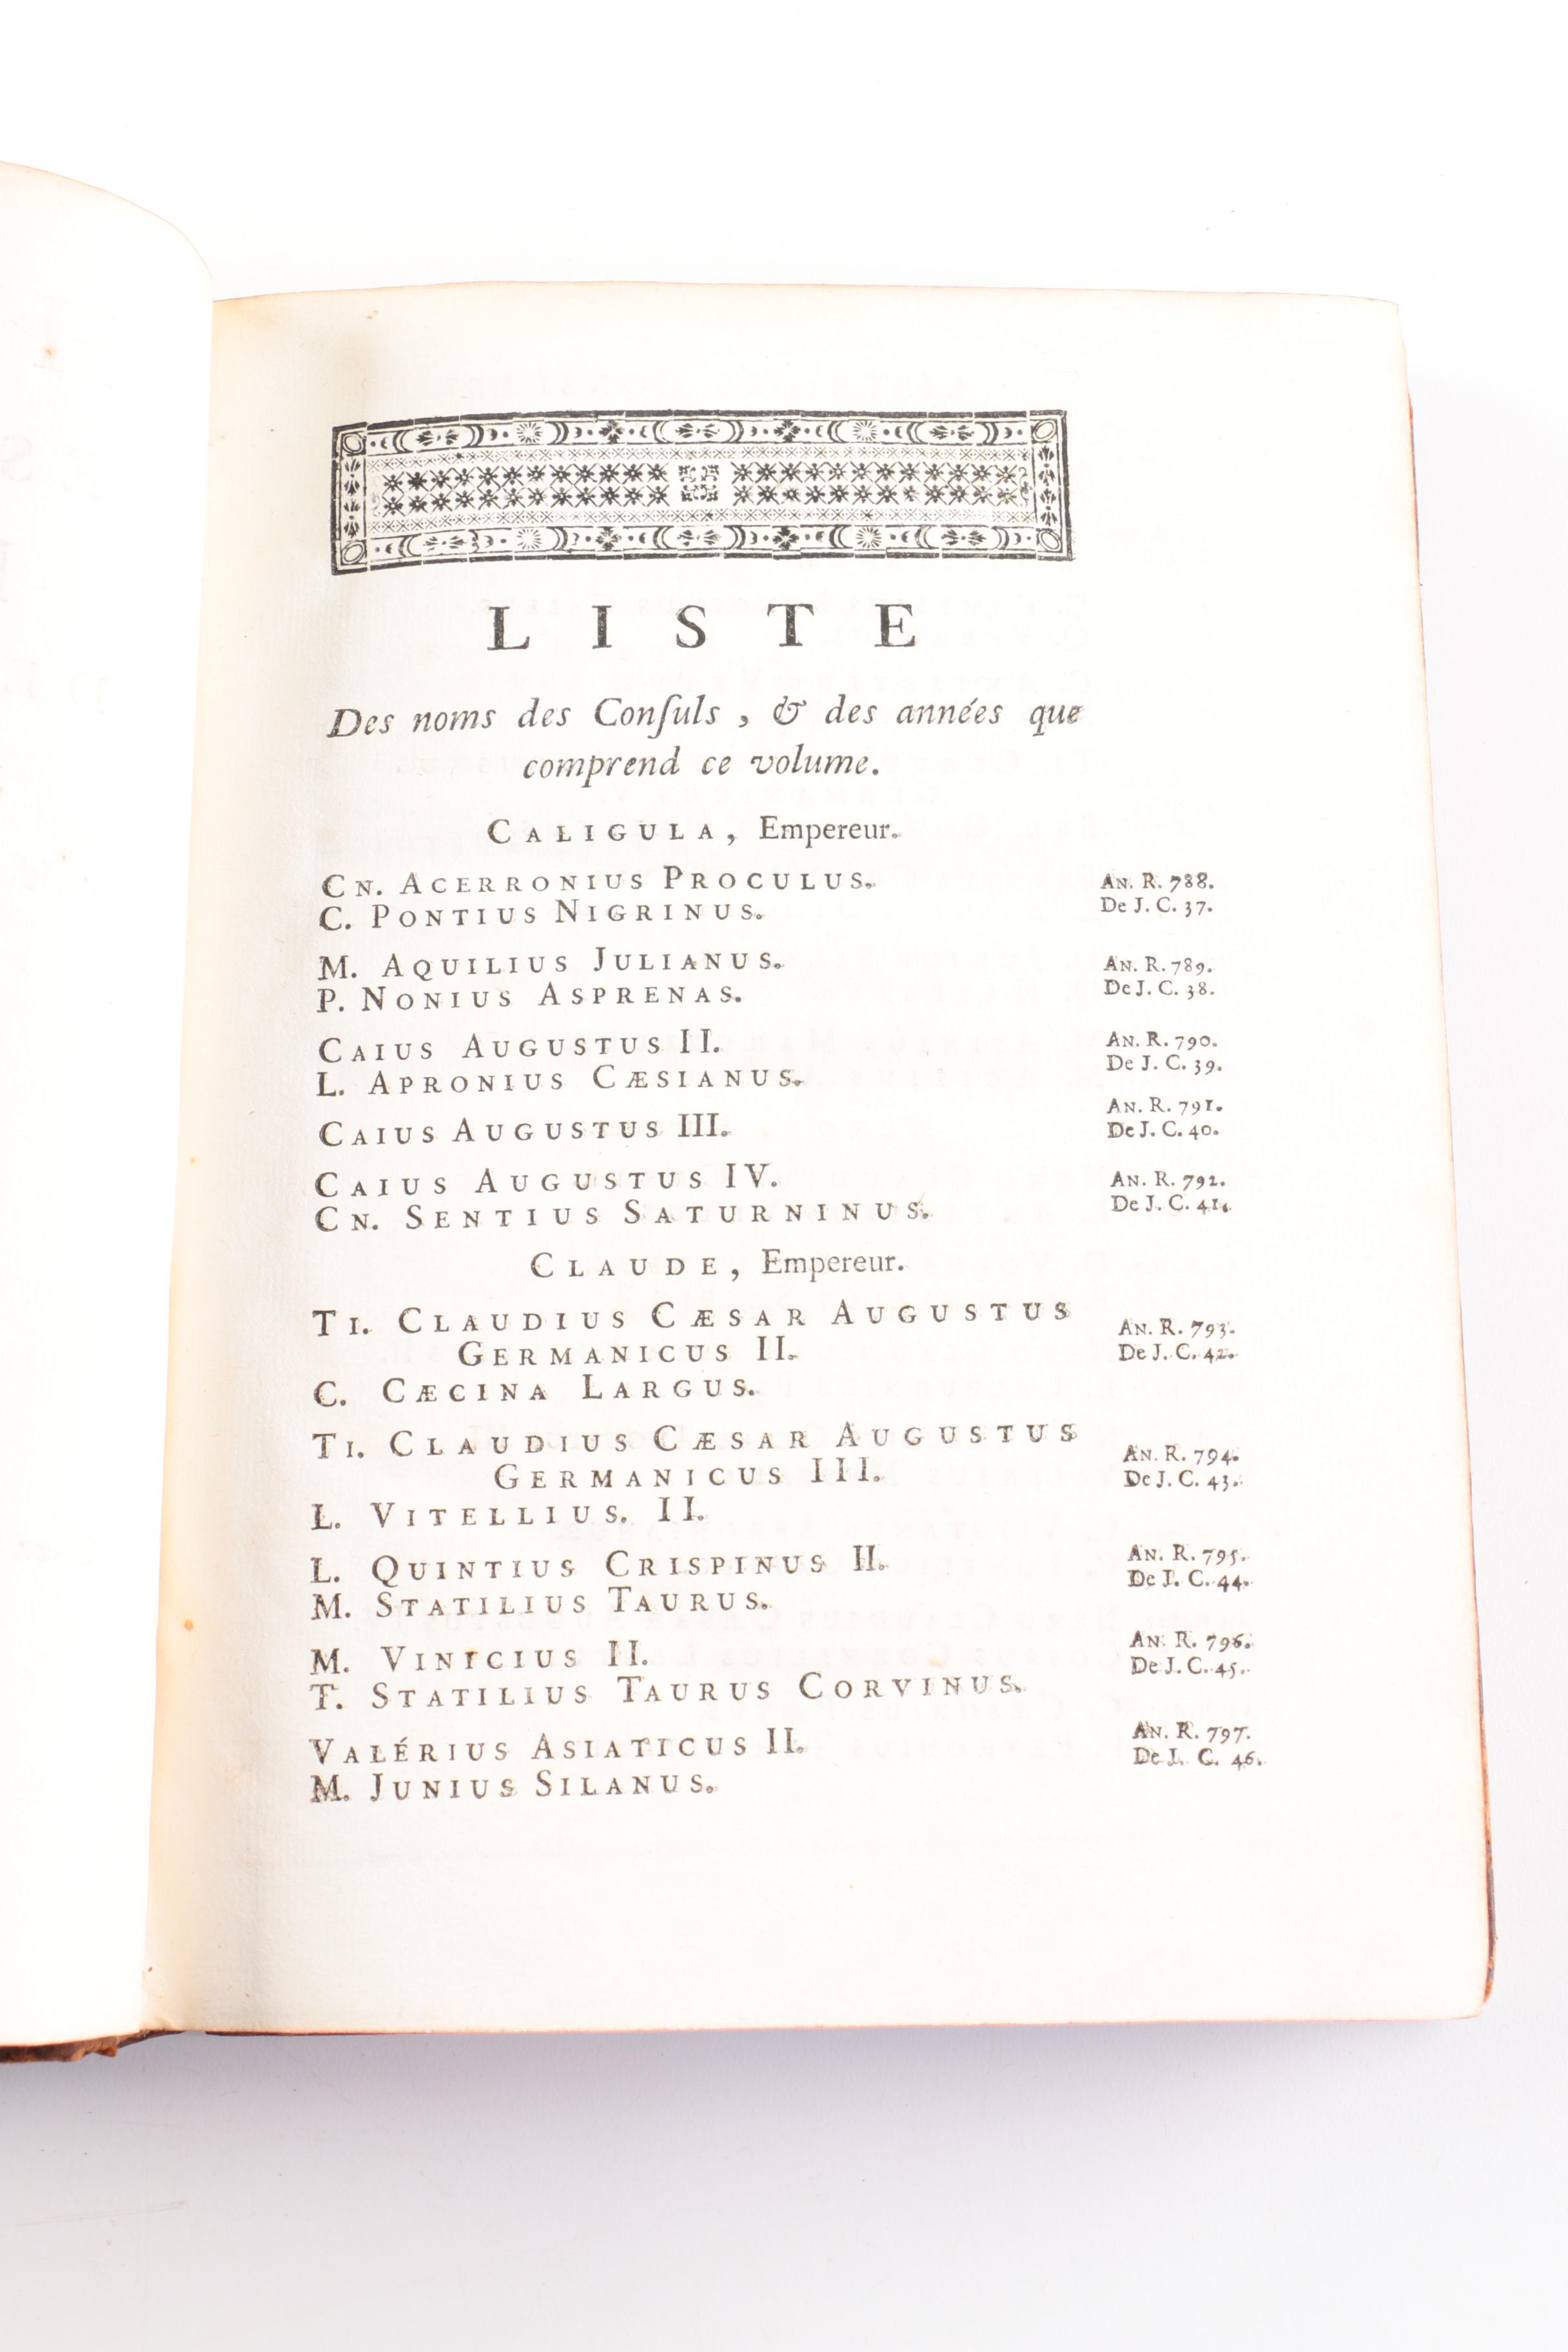 LISTE
Des noms des Conſuls, & des années que
comprend ce volume.
CALIGULA, Empereur.
CN. ACERRONIUS PROCULUS. AN. R. 788.
C. PONTIUS NIGRINUS. De J. C. 37.
M. AQUILIUS JULIANUS. AN. R. 789.
P. NONIUS ASPRENAS. De J. C. 38.
CAIUS AUGUSTUS II. AN. R. 790.
L. APRONIUS CÆSIANUS. De J. C. 39.
AN. R. 791.
CAIUS AUGUSTUS III. De J. C. 40.
CAIUS AUGUSTUS IV. AN. R. 792.
CN. SENTIUS SATURNINUS. De J. C. 41.
CLAUDE, Empereur.
TI. CLAUDIUS CÆSAR AUGUSTUS AN. R. 793.
GERMANICUS II. De J. C. 42.
C. CÆCINA LARGUS.
TI. CLAUDIUS CÆSAR AUGUSTUS AN. R. 794.
GERMANICUS III. De J. C. 43.
L. VITELLIUS. II.
L. QUINTIUS CRISPINUS II. AN. R. 795.
M. STATILIUS TAURUS. De J. C. 44.
M. VINICIUS II. AN. R. 796.
T. STATILIUS TAURUS CORVINUS. De J. C. 45.
VALÉRIUS ASIATICUS II. AN. R. 797.
M. JUNIUS SILANUS. De J. C. 46.